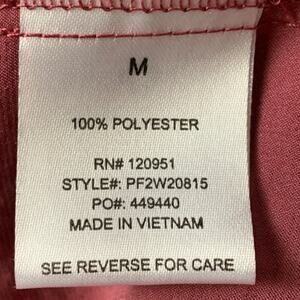 M
100% POLYESTER
RN# 120951
STYLE#: PF2W20815
PO#: 449440
MADE IN VIETNAM
SEE REVERSE FOR CARE